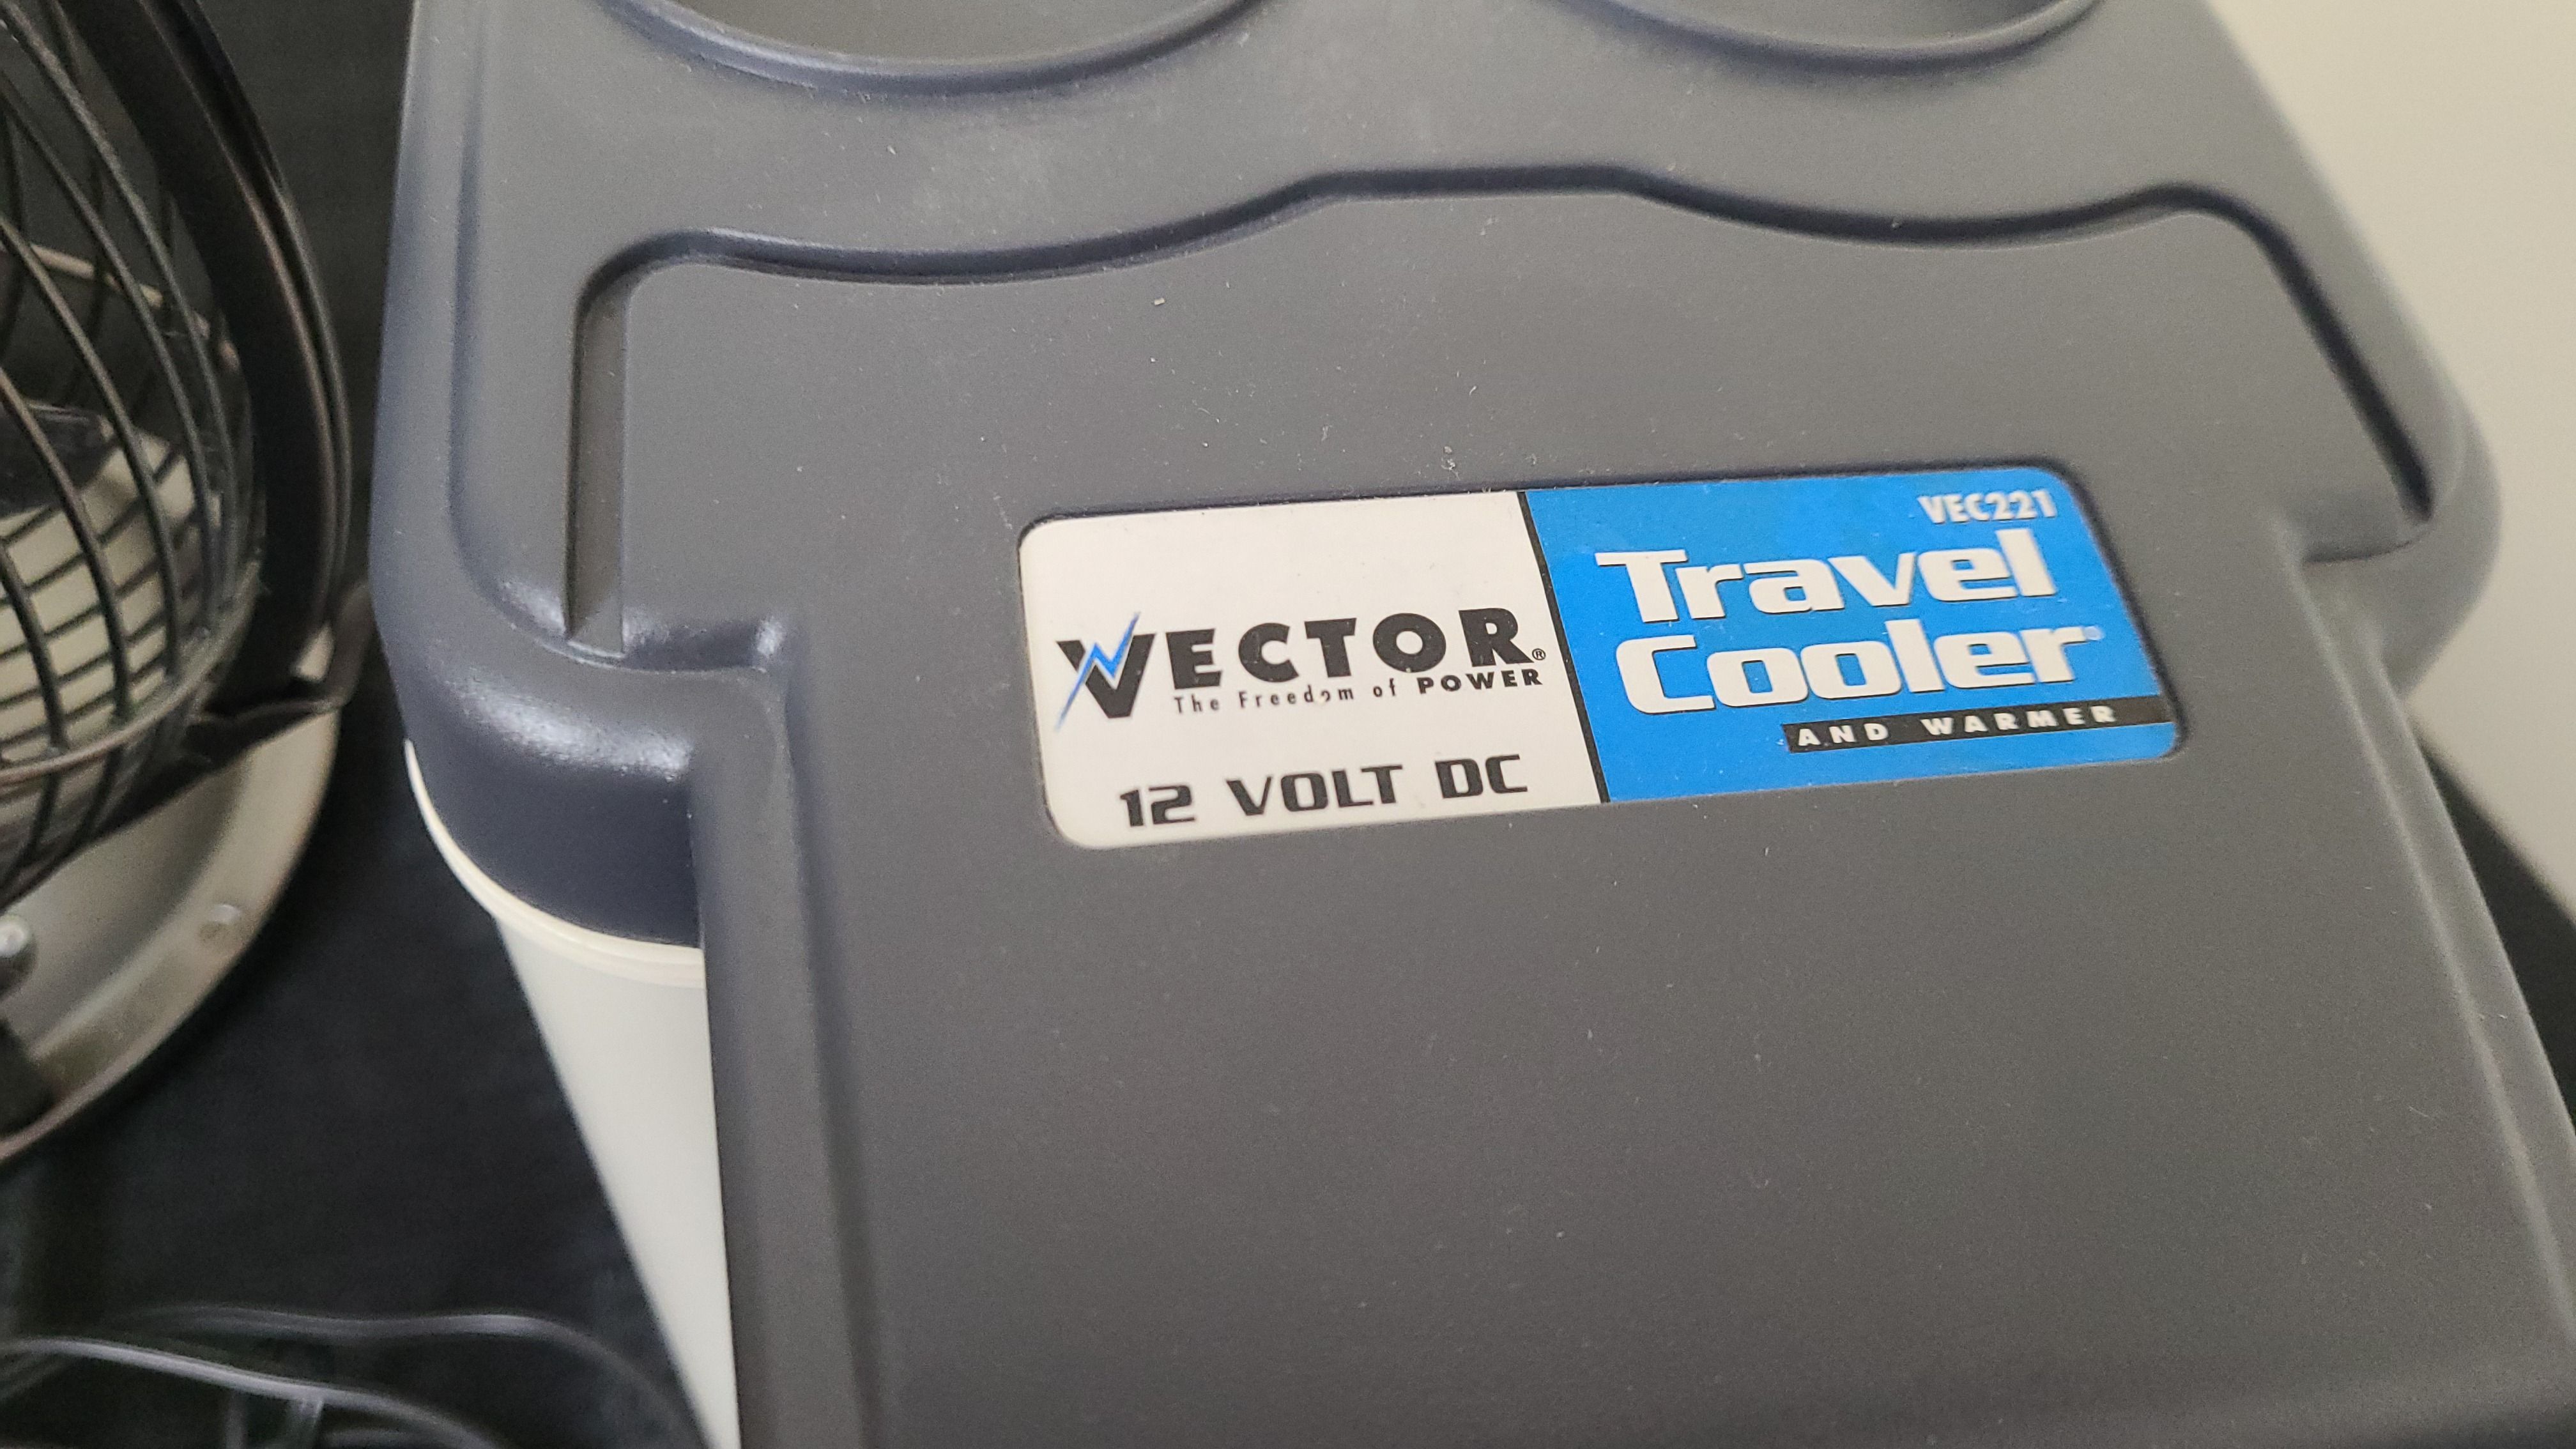 VECTOR®
The Freedom of POWER
12 VOLT DC
VEC221
Travel
Cooler
AND WARMER